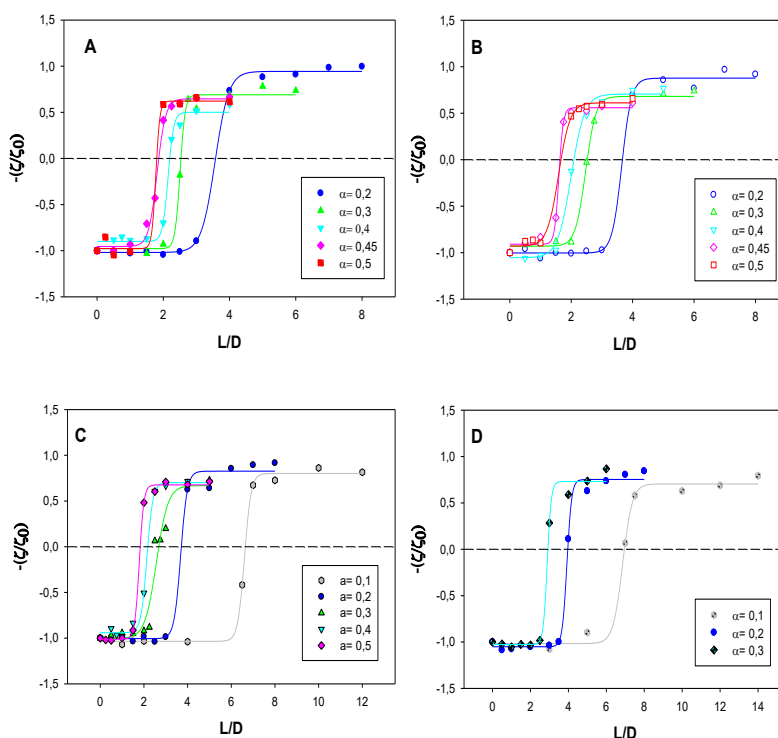 A
1,5
1,0
0,5
0,0
-0,5
-1,0
-1,5
-(ζ/ζ0)
α= 0,2
α= 0,3
α= 0,4
α= 0,45
α= 0,5
0 2 4 6 8
L/D
B
1,5
1,0
0,5
0,0
-0,5
-1,0
-1,5
-(ζ/ζ0)
α= 0,2
α= 0,3
α= 0,4
α= 0,45
α= 0,5
0 2 4 6 8
L/D
C
1,5
1,0
0,5
0,0
-0,5
-1,0
-1,5
-(ζ/ζ0)
a= 0,1
a= 0,2
a= 0,3
a= 0,4
a= 0,5
0 2 4 6 8 10 12
L/D
D
1,5
1,0
0,5
0,0
-0,5
-1,0
-1,5
-(ζ/ζ0)
α= 0,1
α= 0,2
α= 0,3
0 2 4 6 8 10 12 14
L/D